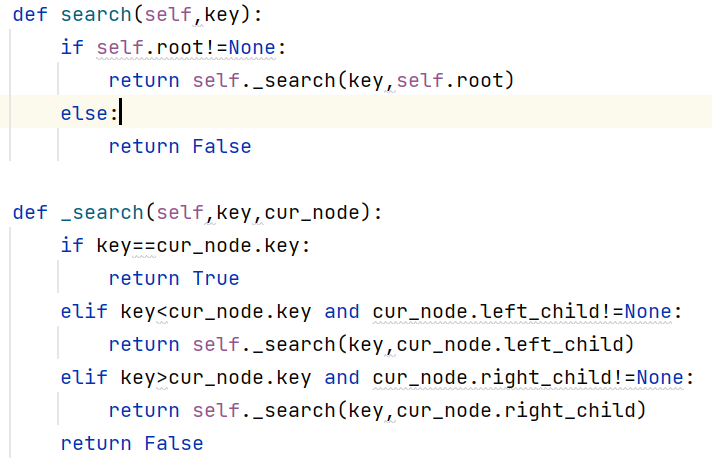 def search(self,key):
    if self.root!=None:
        return self._search(key,self.root)
    else:
        return False

def _search(self,key,cur_node):
    if key==cur_node.key:
        return True
    elif key<cur_node.key and cur_node.left_child!=None:
        return self._search(key,cur_node.left_child)
    elif key>cur_node.key and cur_node.right_child!=None:
        return self._search(key,cur_node.right_child)
    return False